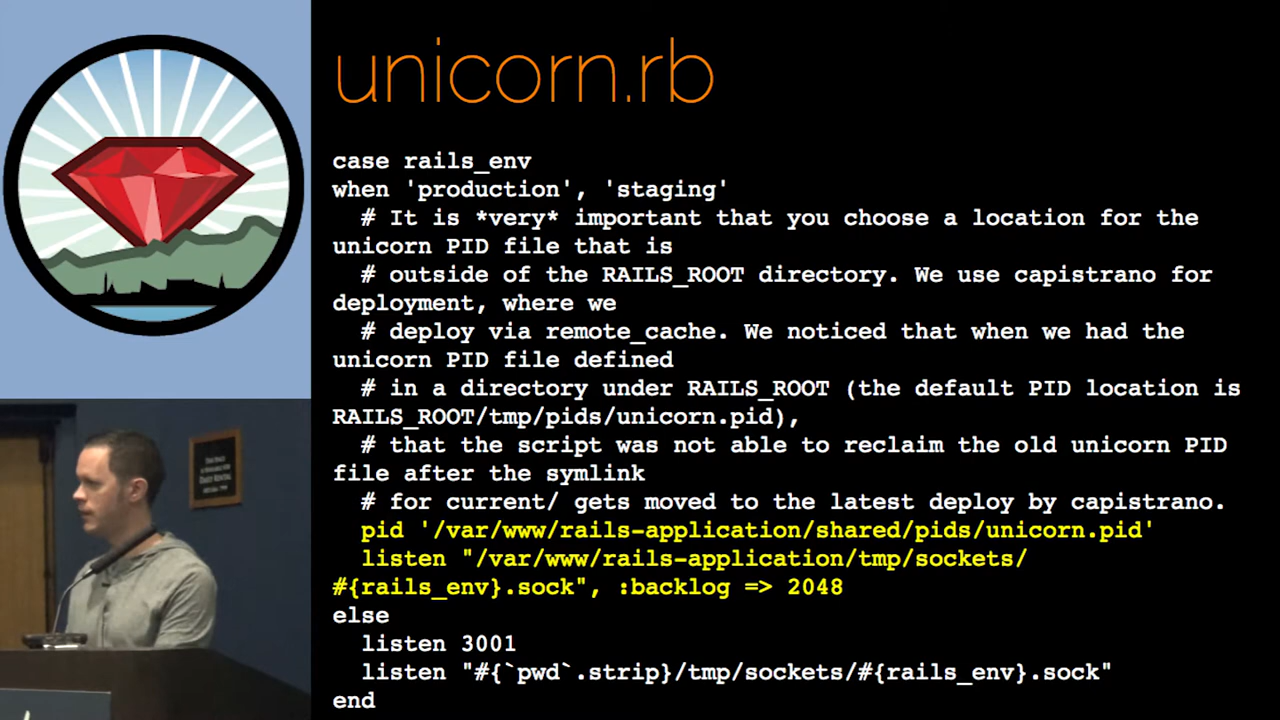 unicorn.rb
case rails_env
when 'production', 'staging'
# It is *very* important that you choose a location for the
unicorn PID file that is
# outside of the RAILS_ROOT directory. We use capistrano for
deployment, where we
# deploy via remote_cache. We noticed that when we had the
unicorn PID file defined
# in a directory under RAILS_ROOT (the default PID location is
RAILS_ROOT/tmp/pids/unicorn.pid),
# that the script was not able to reclaim the old unicorn PID
file after the symlink
# for current/ gets moved to the latest deploy by capistrano.
pid '/var/www/rails-application/shared/pids/unicorn.pid'
listen "/var/www/rails-application/tmp/sockets/
#{rails_env}.sock", :backlog => 2048
else
listen 3001
listen "#{`pwd`.strip}/tmp/sockets/#{rails_env}.sock"
end